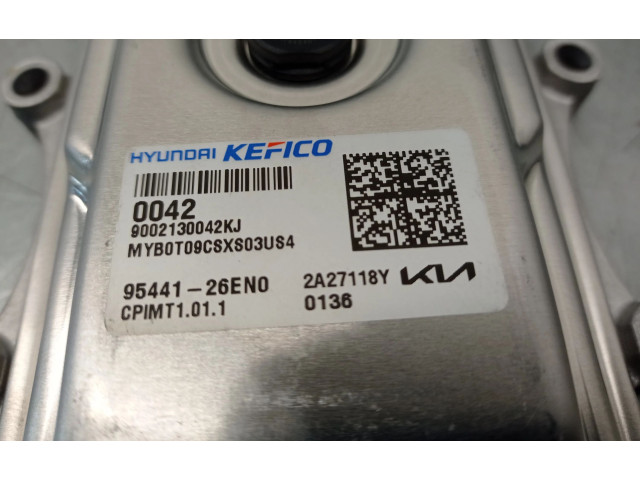 HYUNDAI KEFICO
0042
9002130042KJ
MYB0T09CSXS03US4
95441-26EN0 2A27118Y KIA
CPIMT1.01.1 0136